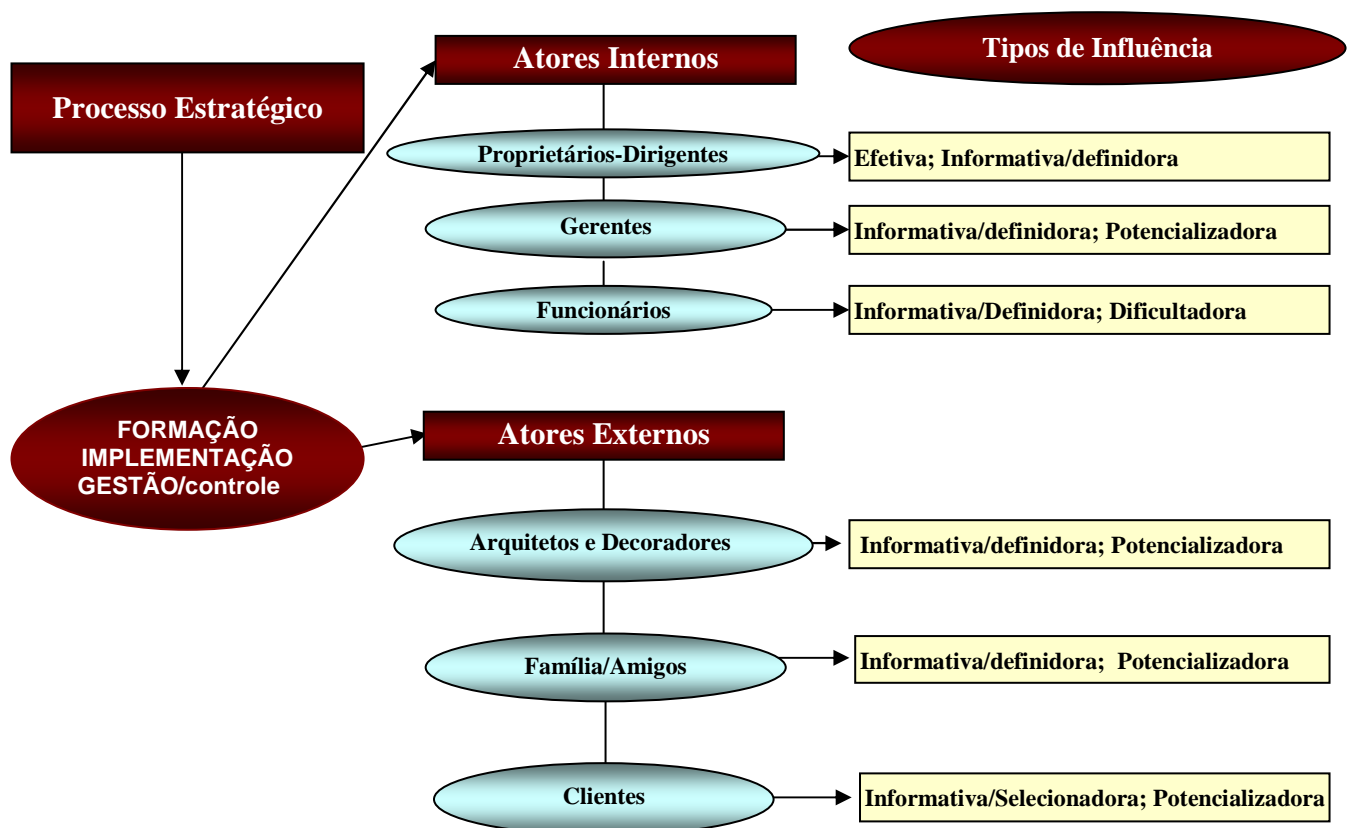 Processo Estratégico
FORMAÇÃO
IMPLEMENTAÇÃO
GESTÃO/controle
Atores Internos
Tipos de Influência
Proprietários-Dirigentes
Efetiva; Informativa/definidora
Gerentes
Informativa/definidora; Potencializadora
Funcionários
Informativa/Definidora; Dificultadora
Atores Externos
Arquitetos e Decoradores
Informativa/definidora; Potencializadora
Família/Amigos
Informativa/definidora; Potencializadora
Clientes
Informativa/Selecionadora; Potencializadora